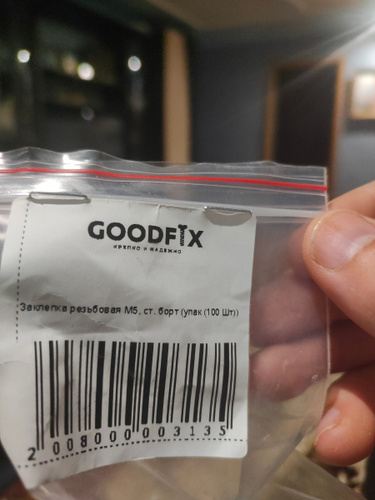 GOODFIX
КРЕПКО И НАДЕЖНО
Заклепка резьбовая М5, ст. борт (упак (100 Шт))
2 008000 003135